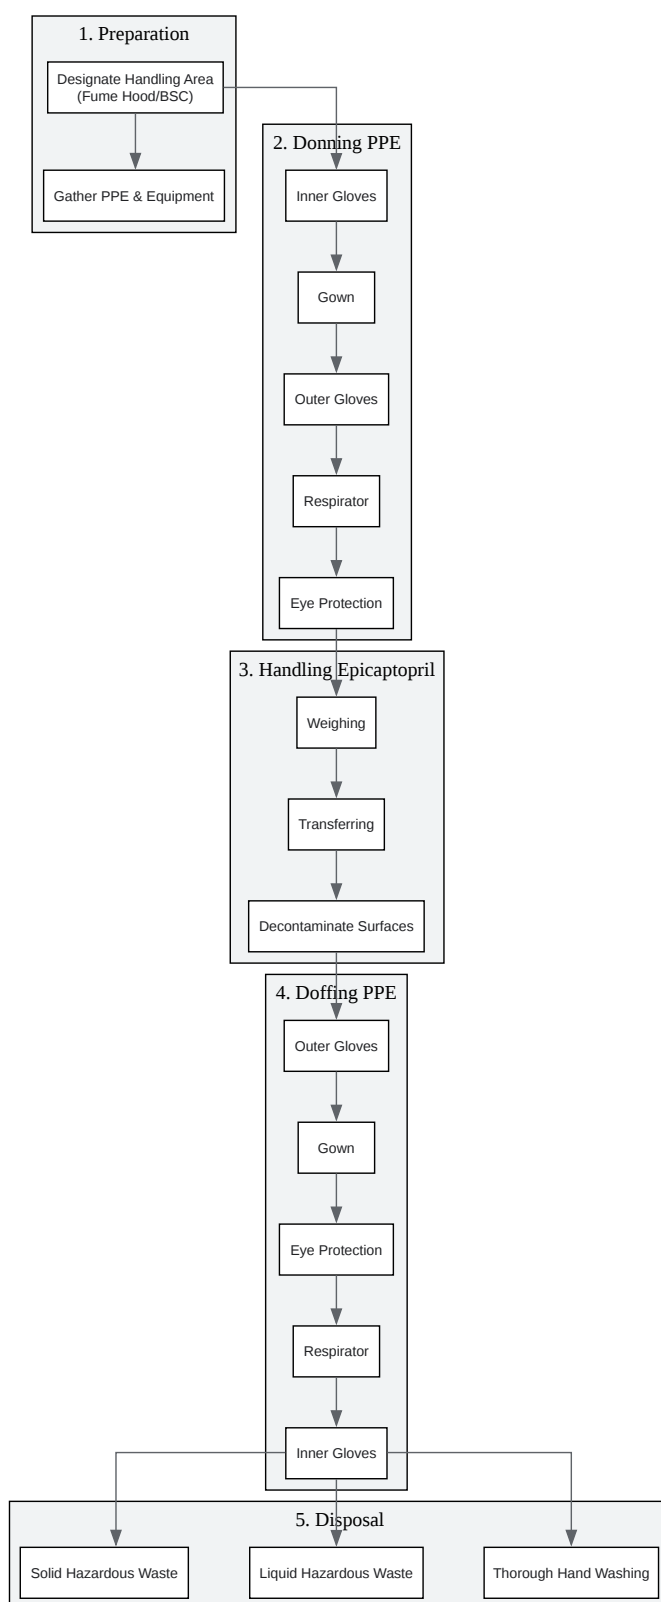 1. Preparation
Designate Handling Area
(Fume Hood/BSC)
Gather PPE & Equipment
2. Donning PPE
Inner Gloves
Gown
Outer Gloves
Respirator
Eye Protection
3. Handling Epicaptopril
Weighing
Transferring
Decontaminate Surfaces
4. Doffing PPE
Outer Gloves
Gown
Eye Protection
Respirator
Inner Gloves
5. Disposal
Solid Hazardous Waste
Liquid Hazardous Waste
Thorough Hand Washing